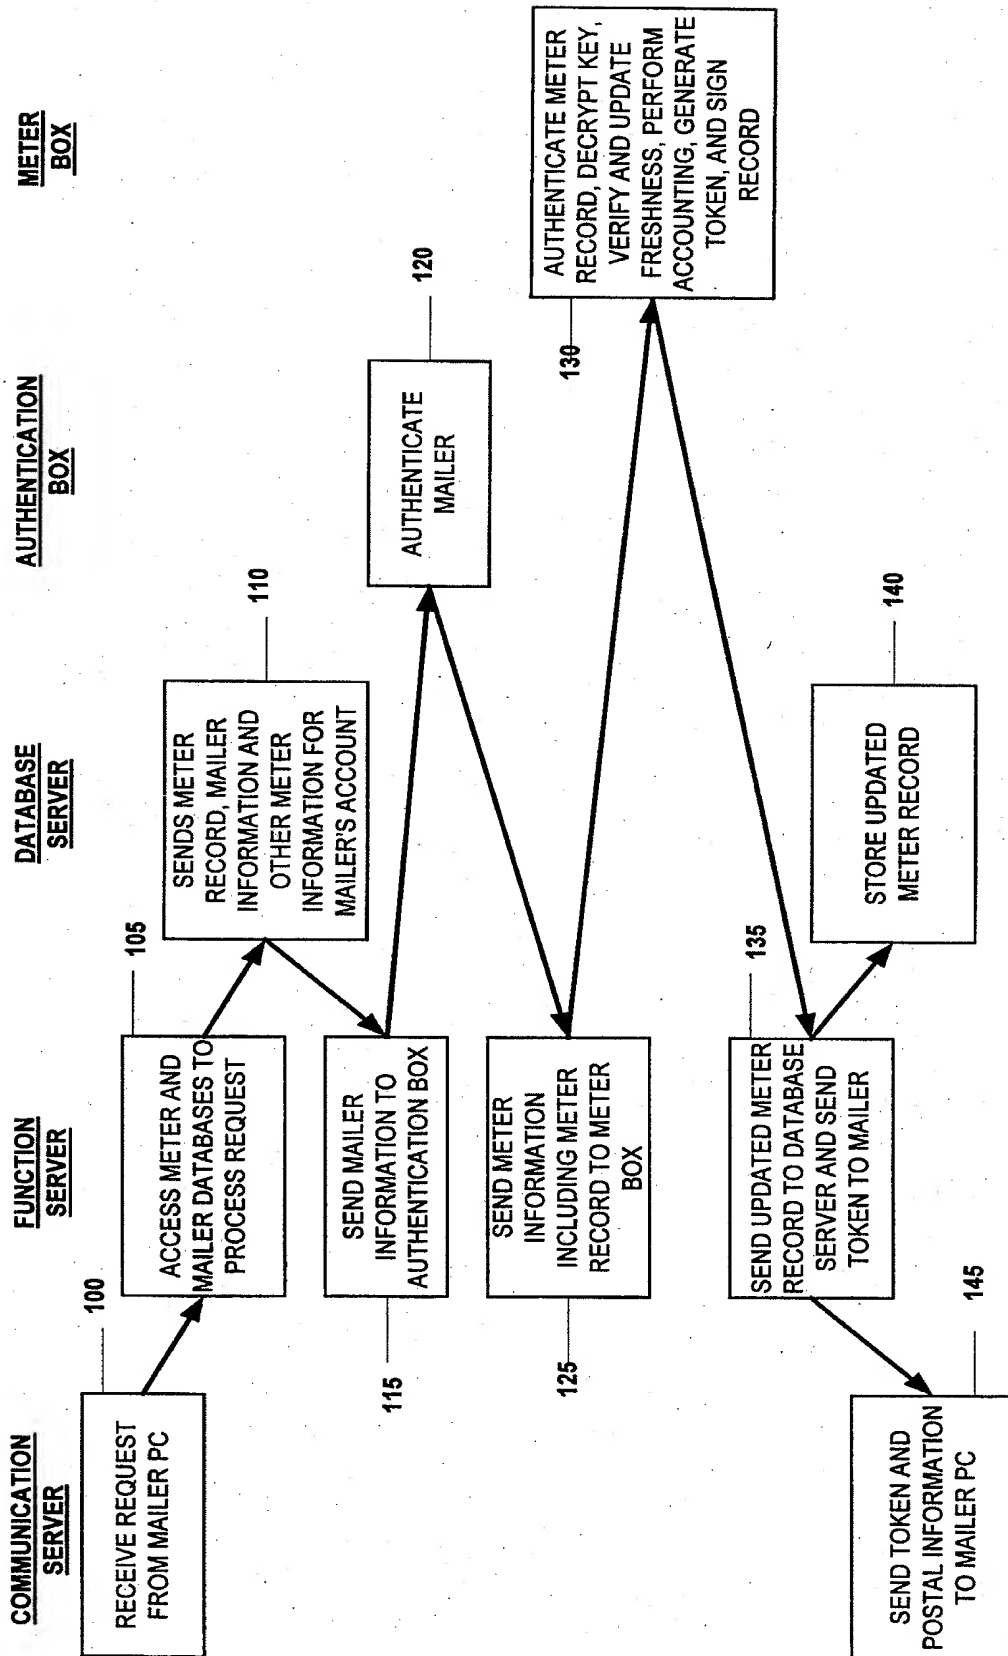 COMMUNICATION
SERVER
FUNCTION
SERVER
DATABASE
SERVER
AUTHENTICATION
BOX
METER
BOX
100
RECEIVE REQUEST
FROM MAILER PC
105
ACCESS METER AND
MAILER DATABASES TO
PROCESS REQUEST
110
SENDS METER
RECORD, MAILER
INFORMATION AND
OTHER METER
INFORMATION FOR
MAILER'S ACCOUNT
115
SEND MAILER
INFORMATION TO
AUTHENTICATION BOX
120
AUTHENTICATE
MAILER
125
SEND METER
INFORMATION
INCLUDING METER
RECORD TO METER
BOX
130
AUTHENTICATE METER
RECORD, DECRYPT KEY,
VERIFY AND UPDATE
FRESHNESS, PERFORM
ACCOUNTING, GENERATE
TOKEN, AND SIGN
RECORD
135
SEND UPDATED METER
RECORD TO DATABASE
SERVER AND SEND
TOKEN TO MAILER
140
STORE UPDATED
METER RECORD
145
SEND TOKEN AND
POSTAL INFORMATION
TO MAILER PC